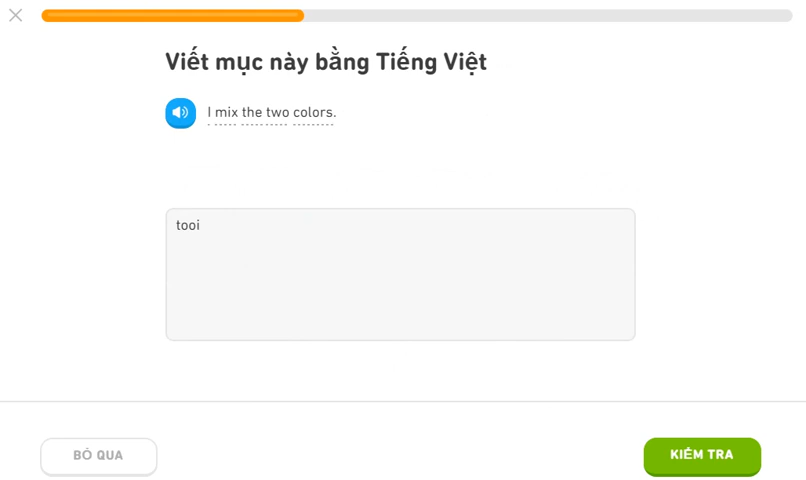 Viết mục này bằng Tiếng Việt
I mix the two colors.
tooi
BỎ QUA
KIỂM TRA